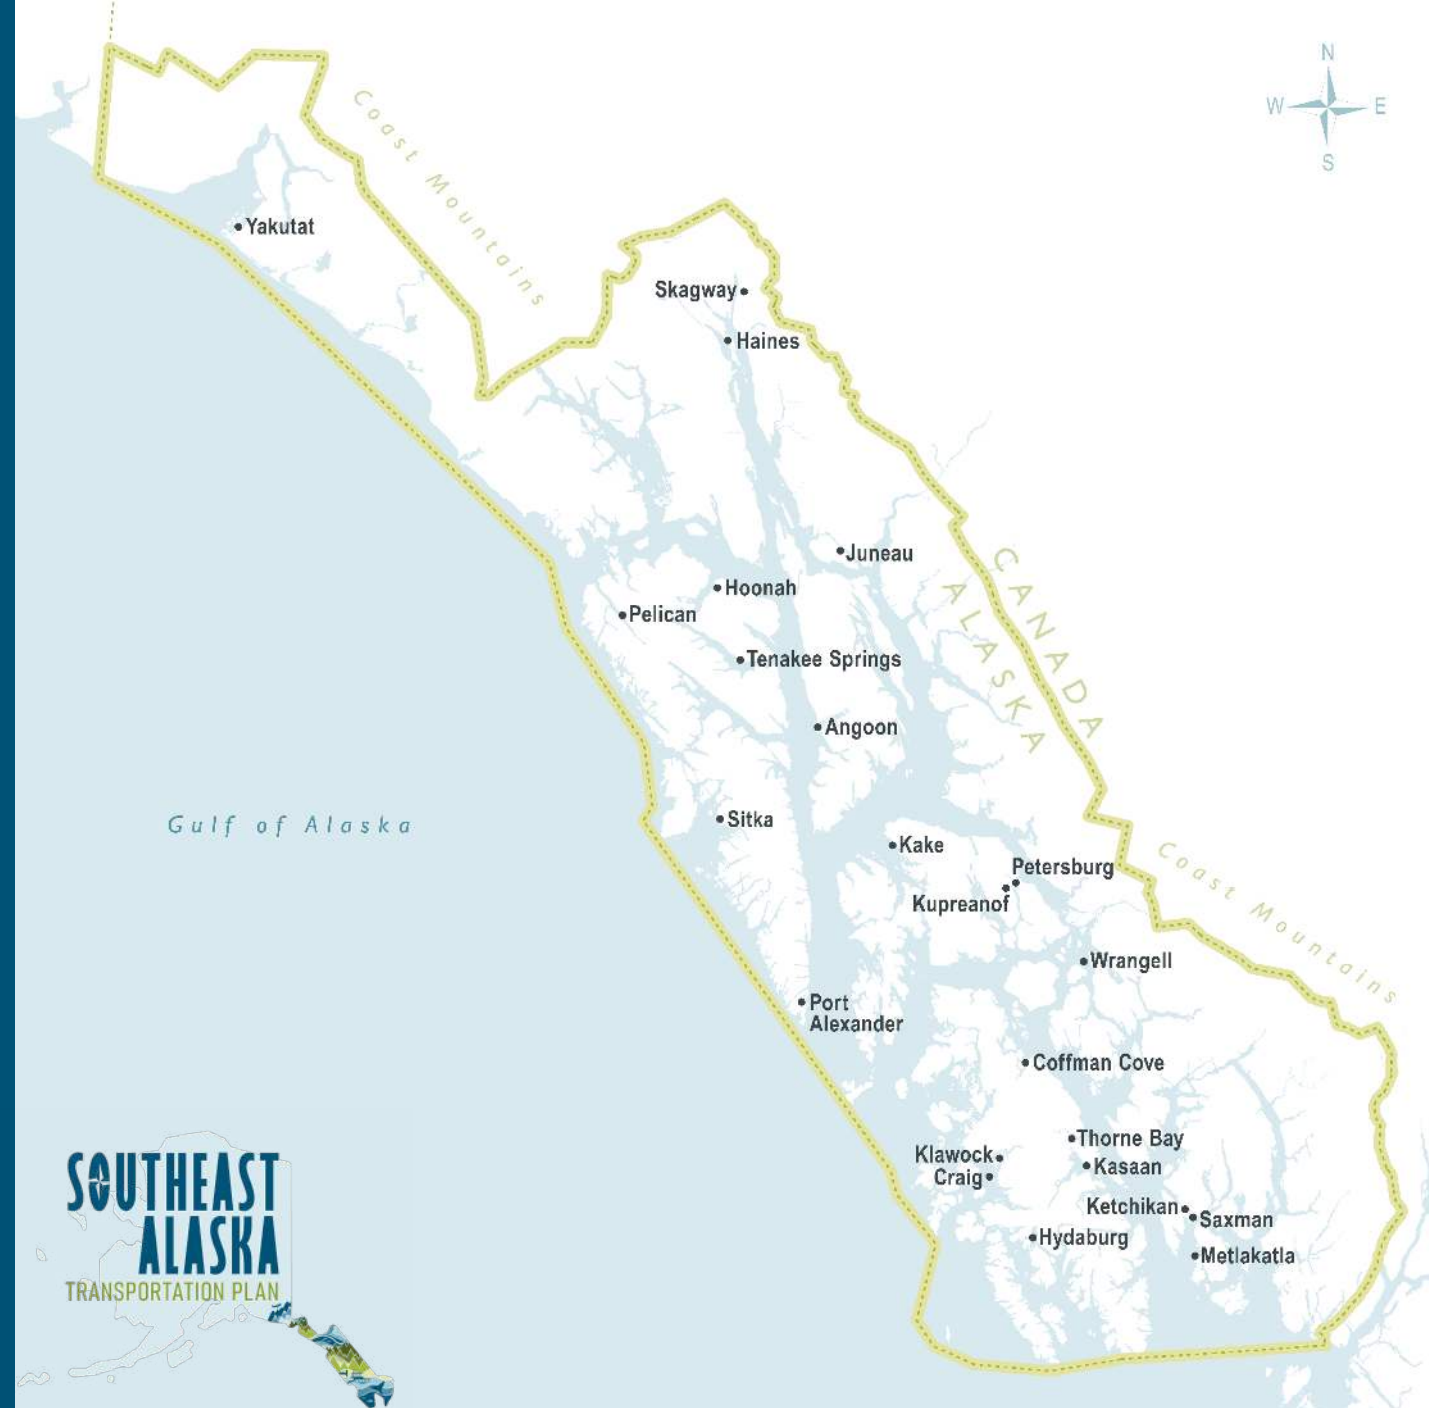 N
W E
S
Coast Mountains
Yakutat
Skagway
Haines
Juneau
CANADA
ALASKA
Hoonah
Pelican
Tenakee Springs
Angoon
Gulf of Alaska
Sitka
Kake
Petersburg
Kupreanof
Coast Mountains
Wrangell
Port
Alexander
Coffman Cove
Thorne Bay
Klawock
Kasaan
Craig
Ketchikan
Saxman
Hydaburg
Metlakatla
SOUTHEAST
ALASKA
TRANSPORTATION PLAN